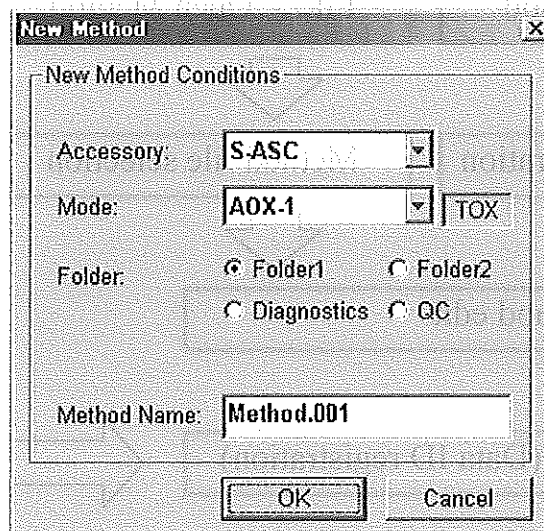 New Method
New Method Conditions
Accessory: S-ASC
Mode: AOX-1 TOX
Folder: Folder1 Folder2
Diagnostics QC
Method Name: Method.001
OK Cancel